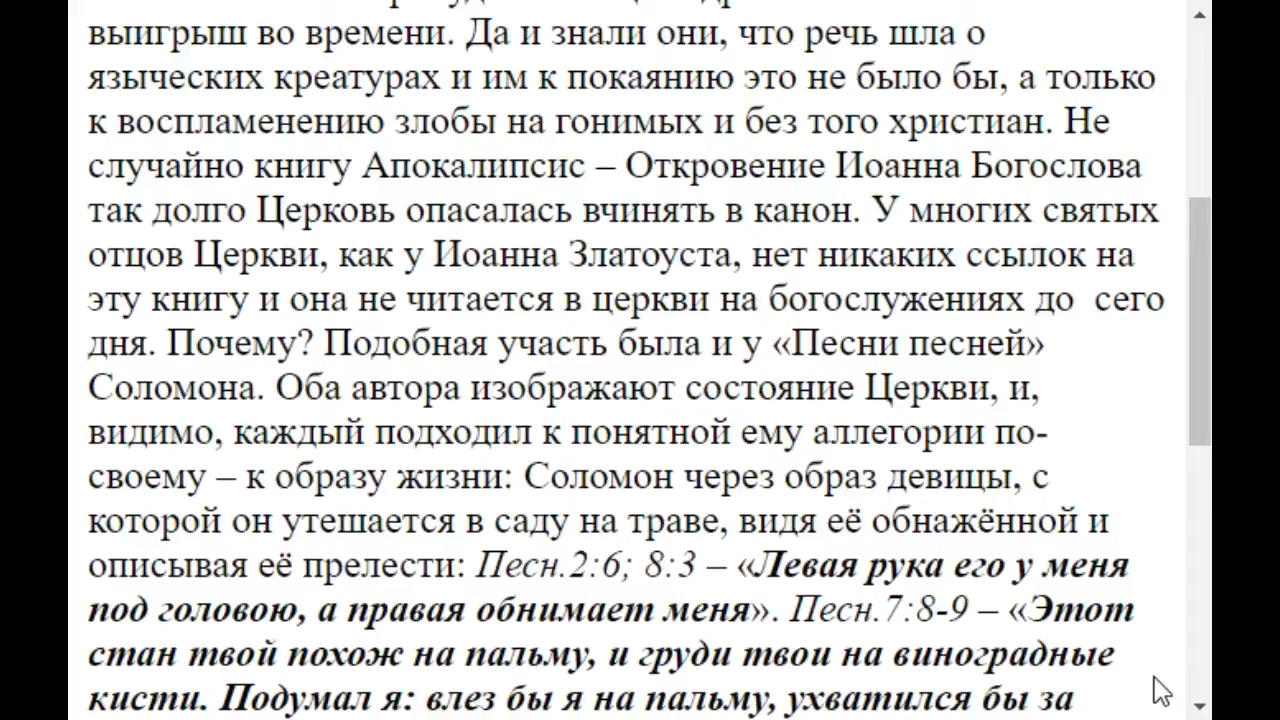 выигрыш во времени. Да и знали они, что речь шла о
языческих креатурах и им к покаянию это не было бы, а только
к воспламенению злобы на гонимых и без того христиан. Не
случайно книгу Апокалипсис – Откровение Иоанна Богослова
так долго Церковь опасалась вчинять в канон. У многих святых
отцов Церкви, как у Иоанна Златоуста, нет никаких ссылок на
эту книгу и она не читается в церкви на богослужениях до  сего
дня. Почему? Подобная участь была и у «Песни песней»
Соломона. Оба автора изображают состояние Церкви, и,
видимо, каждый подходил к понятной ему аллегории по-
своему – к образу жизни: Соломон через образ девицы, с
которой он утешается в саду на траве, видя её обнажённой и
описывая её прелести: Песн.2:6; 8:3 – «Левая рука его у меня
под головою, а правая обнимает меня». Песн.7:8-9 – «Этот
стан твой похож на пальму, и груди твои на виноградные
кисти. Подумал я: влез бы я на пальму, ухватился бы за